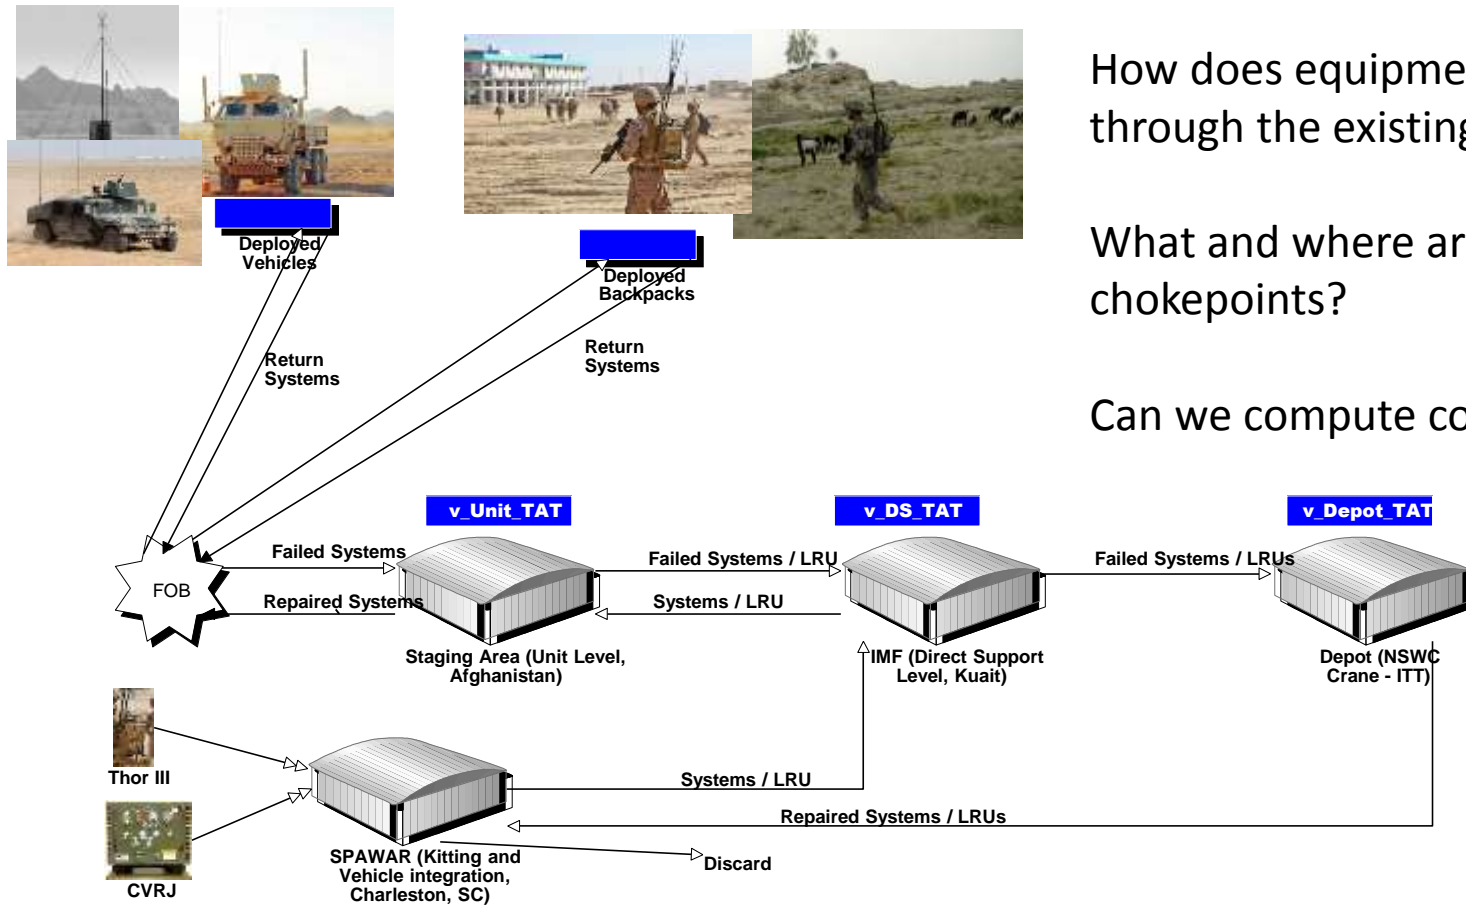 How does equipme
through the existing
What and where ar
chokepoints?
Can we compute co
Deployed
Vehicles
Deployed
Backpacks
Return
Systems
Return
Systems
v_Unit_TAT
v_DS_TAT
v_Depot_TAT
FOB
Failed Systems
Failed Systems / LRU
Failed Systems / LRUs
Repaired Systems
Systems / LRU
Staging Area (Unit Level,
Afghanistan)
IMF (Direct Support
Level, Kuait)
Depot (NSWC
Crane - ITT)
Thor III
Systems / LRU
Repaired Systems / LRUs
CVRJ
SPAWAR (Kitting and
Vehicle integration,
Charleston, SC)
Discard